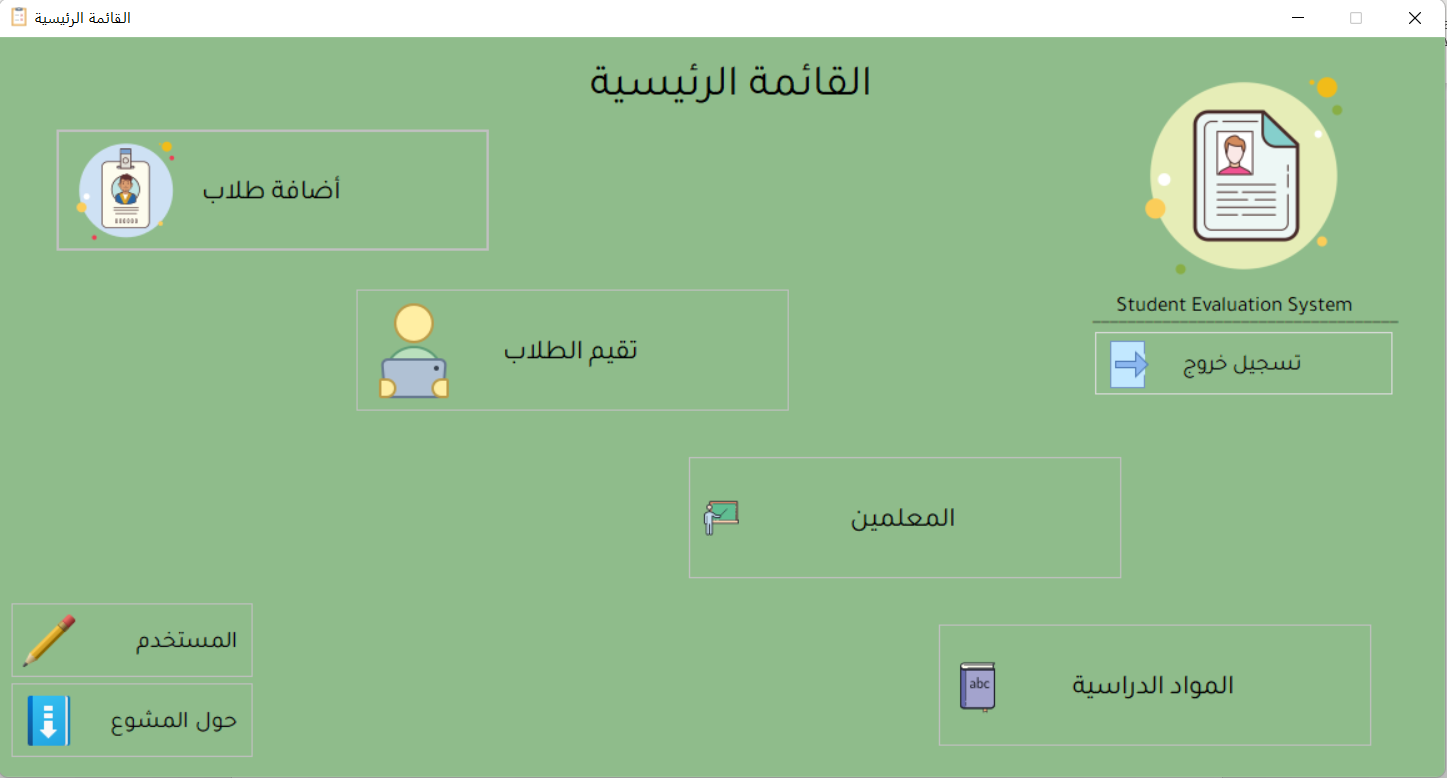 القائمة الرئيسية
القائمة الرئيسية
أضافة طلاب
تقيم الطلاب
Student Evaluation System
تسجيل خروج
المعلمين
المستخدم
المواد الدراسية
حول المشوع
abc